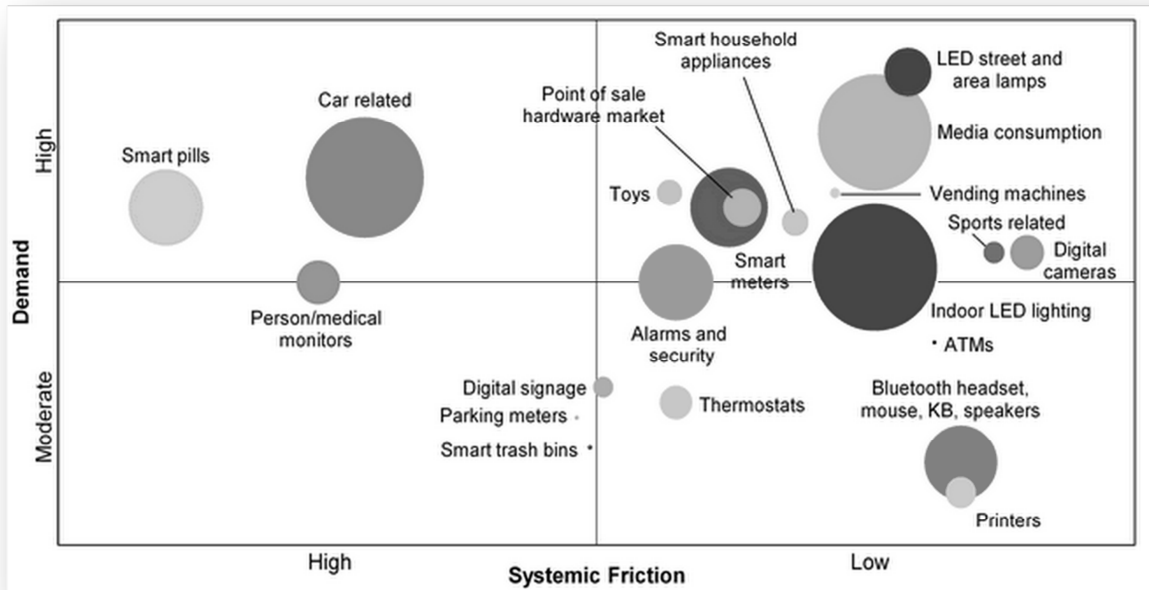 Smart household
appliances
LED street and
area lamps
Point of sale
hardware market
Car related
Media consumption
Smart pills
Toys
Vending machines
Sports related
Digital
cameras
Smart
meters
Indoor LED lighting
Person/medical
monitors
Alarms and
security
ATMs
Digital signage
Parking meters
Smart trash bins
Thermostats
Bluetooth headset,
mouse, KB, speakers
Printers
High
Moderate
Demand
High
Low
Systemic Friction